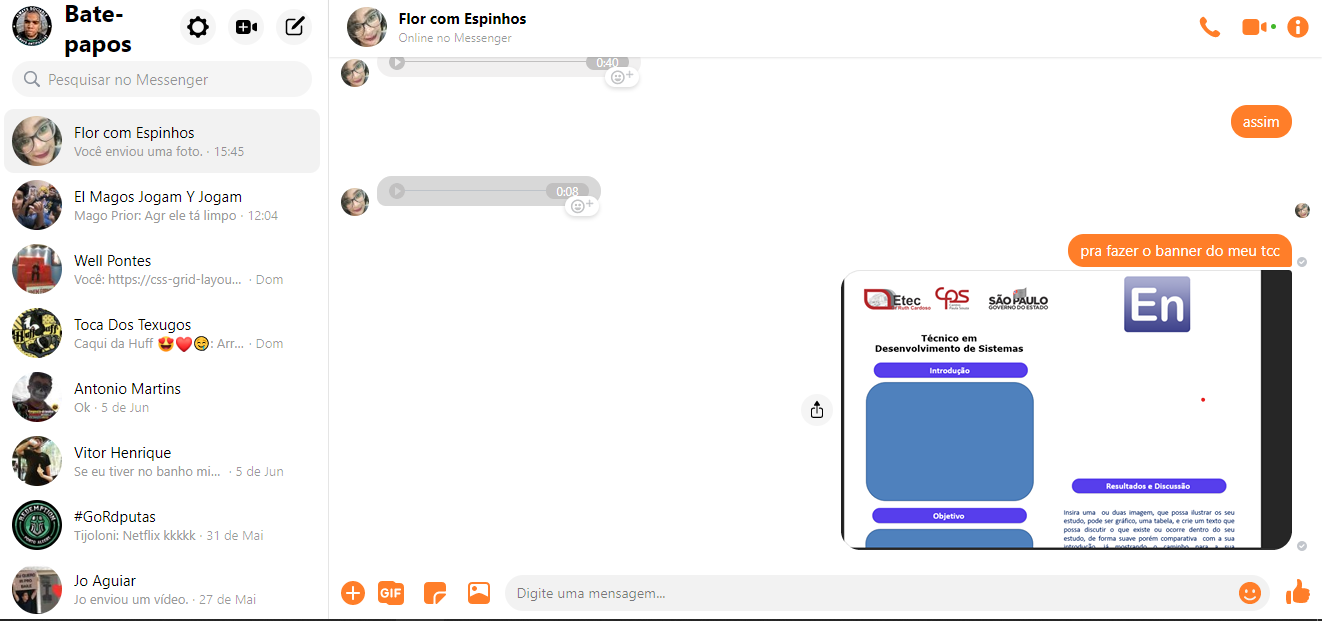 Bate-
papos
Pesquisar no Messenger
Flor com Espinhos
Você enviou uma foto. · 15:45
El Magos Jogam Y Jogam
Mago Prior: Agr ele tá limpo · 12:04
Well Pontes
Você: https://css-grid-layou... · Dom
Toca Dos Texugos
Caqui da Huff 😍❤️😊: Arr... · Dom
Antonio Martins
Ok · 5 de Jun
Vitor Henrique
Se eu tiver no banho mi... · 5 de Jun
#GoRdputas
Tijoloni: Netflix kkkkk · 31 de Mai
Jo Aguiar
Jo enviou um vídeo. · 27 de Mai
Flor com Espinhos
Online no Messenger
0:40
assim
0:08
pra fazer o banner do meu tcc
Etec
Ruth Cardoso
CPS
SÃO PAULO
GOVERNO DO ESTADO
En
Técnico em
Desenvolvimento de Sistemas
Introdução
Objetivo
Resultados e Discussão
Insira uma ou duas imagem, que possa ilustrar os seu
estudo, pode ser gráfico, uma tabela, e crie um texto que
possa discutir o que existe ou ocorre dentro do seu
estudo, de forma suave porém comparativa com a sua
introdução, já mostrando o caminho para a sua
GIF
Digite uma mensagem...